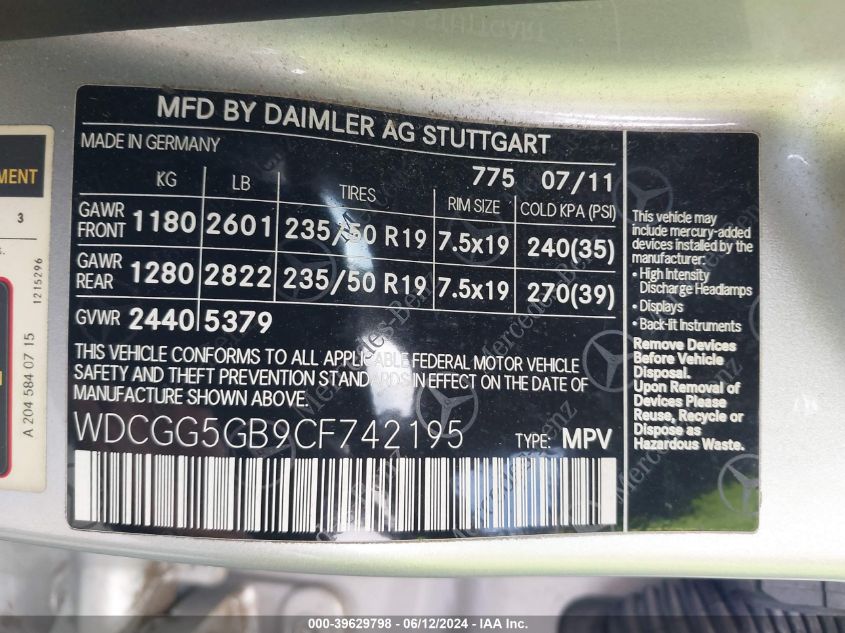 MFD BY DAIMLER AG STUTTGART
MADE IN GERMANY
775 07/11
KG LB TIRES RIM SIZE COLD KPA (PSI)
GAWR FRONT 1180 2601 235/50 R19 7.5x19 240(35)
GAWR REAR 1280 2822 235/50 R19 7.5x19 270(39)
GVWR 2440 5379
THIS VEHICLE CONFORMS TO ALL APPLICABLE FEDERAL MOTOR VEHICLE
SAFETY AND THEFT PREVENTION STANDARDS IN EFFECT ON THE DATE OF
MANUFACTURE SHOWN ABOVE.
WDCGG5GB9CF742195 TYPE: MPV
This vehicle may
include mercury-added
devices installed by the
manufacturer:
• High Intensity
Discharge Headlamps
• Displays
• Back-lit Instruments
Remove Devices
Before Vehicle
Disposal.
Upon Removal of
Devices Please
Reuse, Recycle or
Dispose as
Hazardous Waste.
MENT
3
1215296
A 204 584 07 15
Mercedes-Benz
Mercedes-Benz
Mercedes-Benz
000-39629798 - 06/12/2024 - IAA Inc.